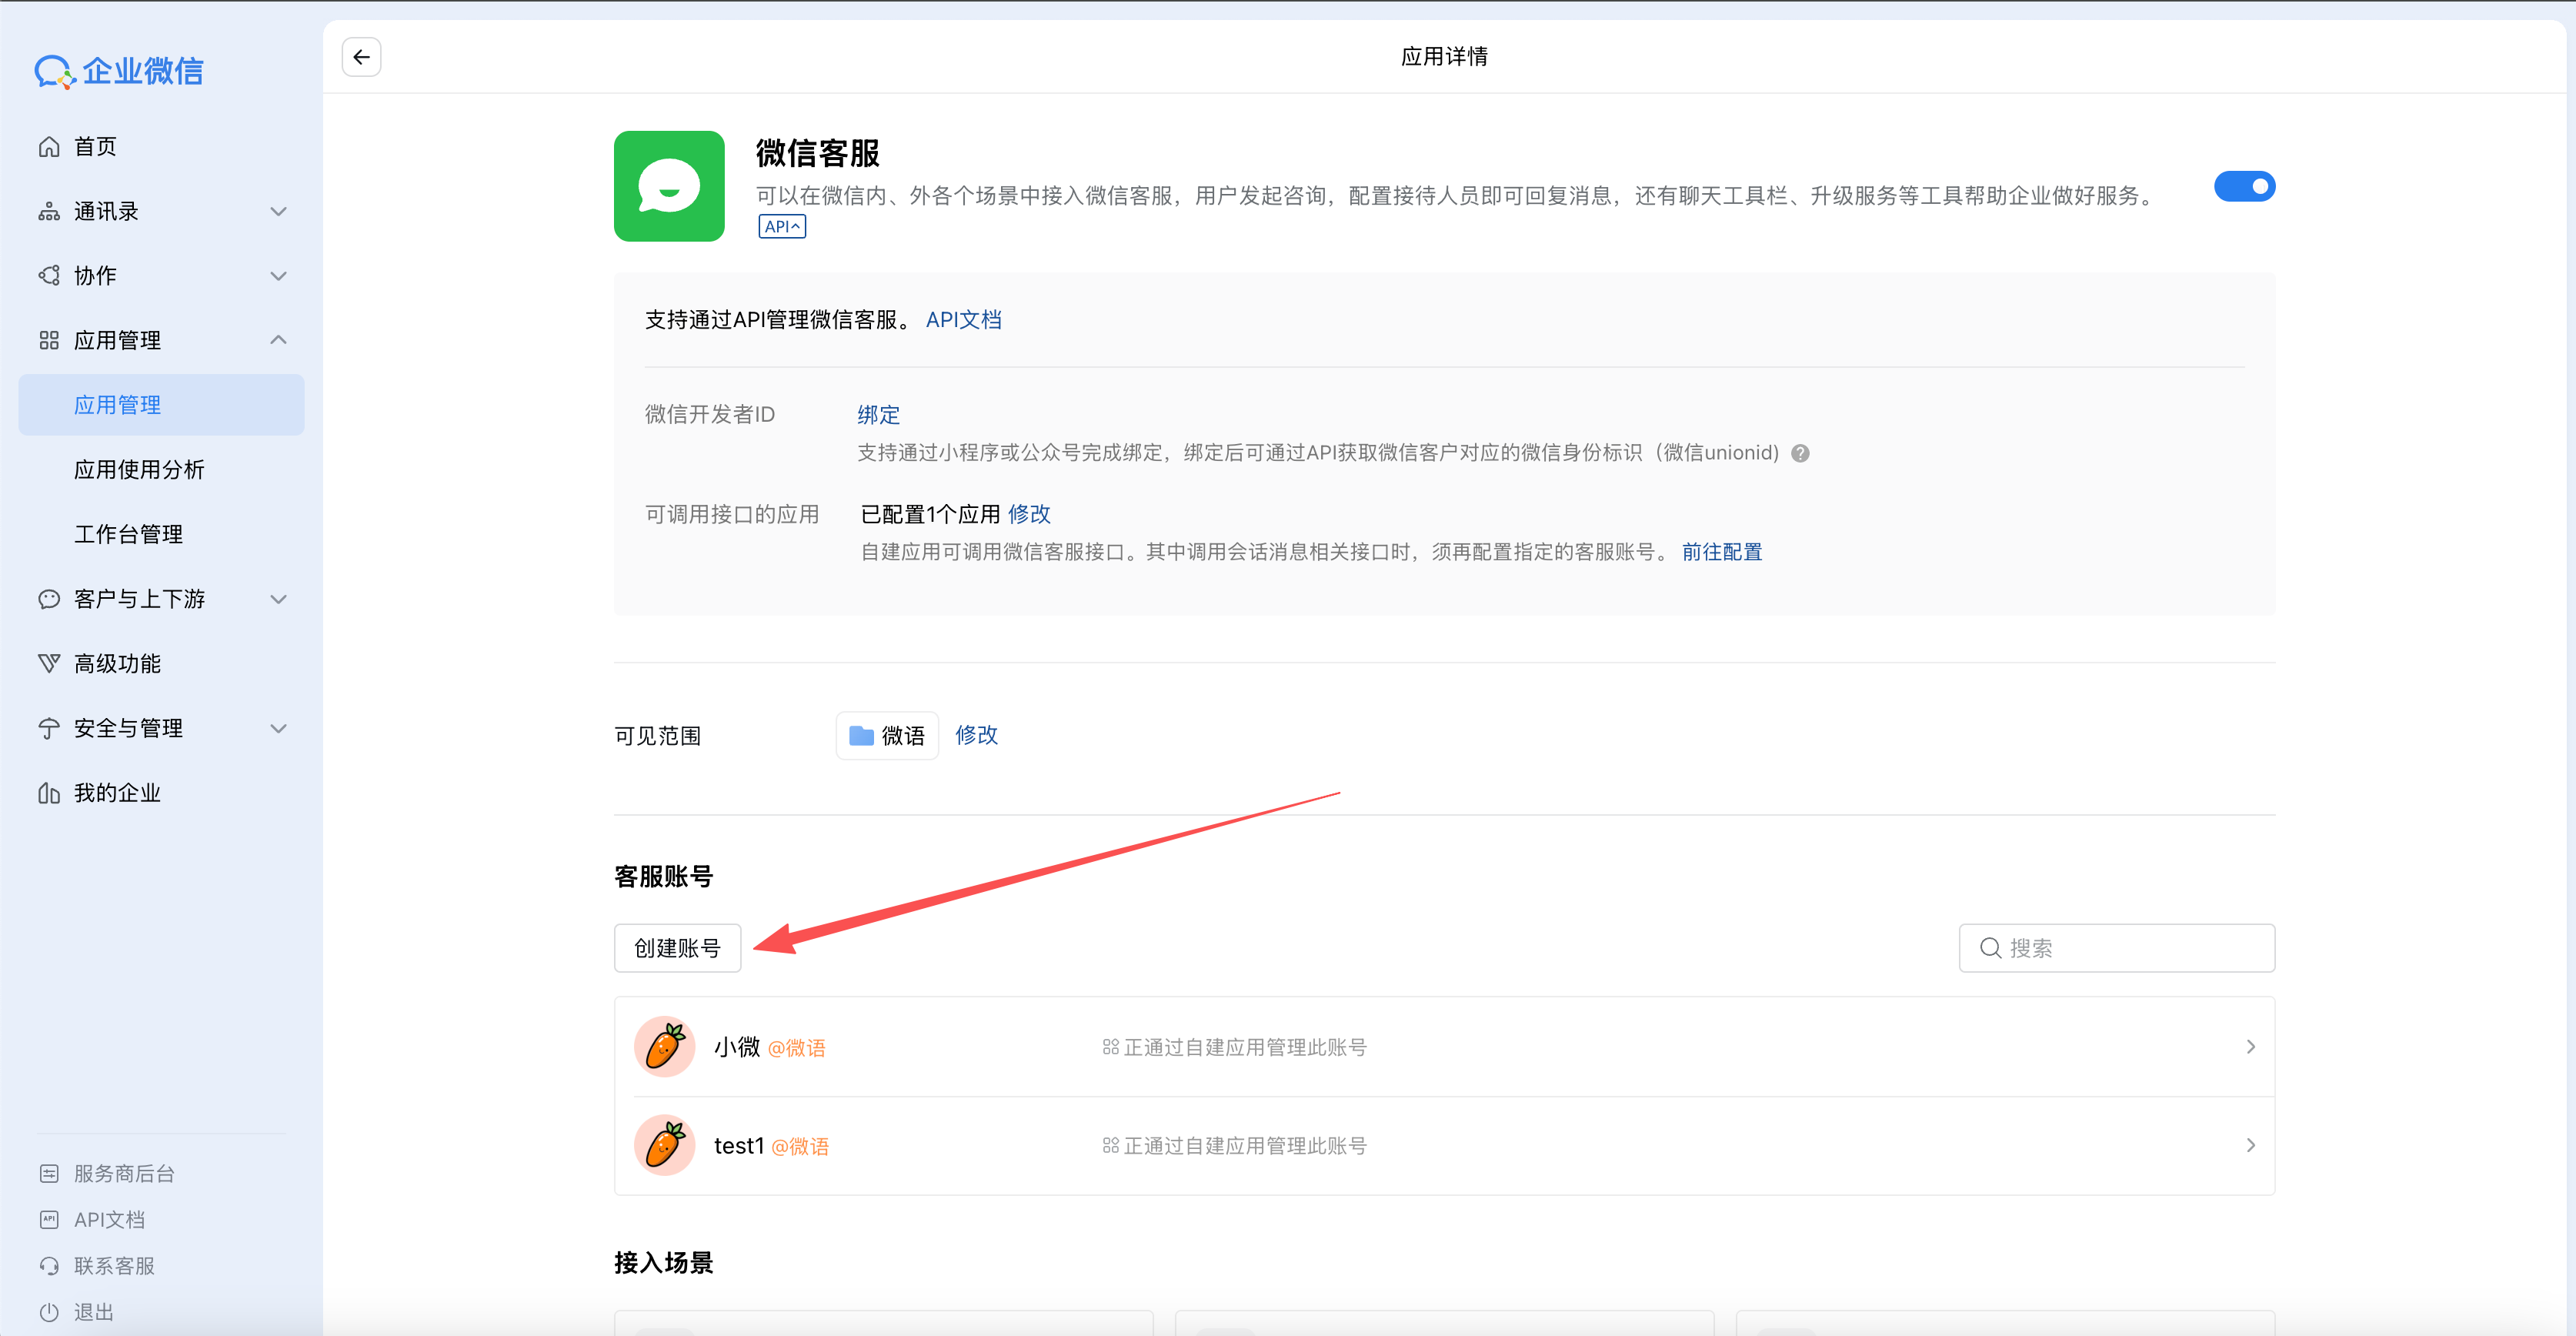 企业微信
首页
通讯录
协作
应用管理
应用管理
应用使用分析
工作台管理
客户与上下游
高级功能
安全与管理
我的企业
服务商后台
API文档
联系客服
退出
应用详情
微信客服
可以在微信内、外各个场景中接入微信客服，用户发起咨询，配置接待人员即可回复消息，还有聊天工具栏、升级服务等工具帮助企业做好服务。
API
支持通过API管理微信客服。 API文档
微信开发者ID 绑定
支持通过小程序或公众号完成绑定，绑定后可通过API获取微信客户对应的微信身份标识（微信unionid）
可调用接口的应用 已配置1个应用 修改
自建应用可调用微信客服接口。其中调用会话消息相关接口时，须再配置指定的客服账号。 前往配置
可见范围 微语 修改
客服账号
创建账号 搜索
小微 @微语 正通过自建应用管理此账号
test1 @微语 正通过自建应用管理此账号
接入场景